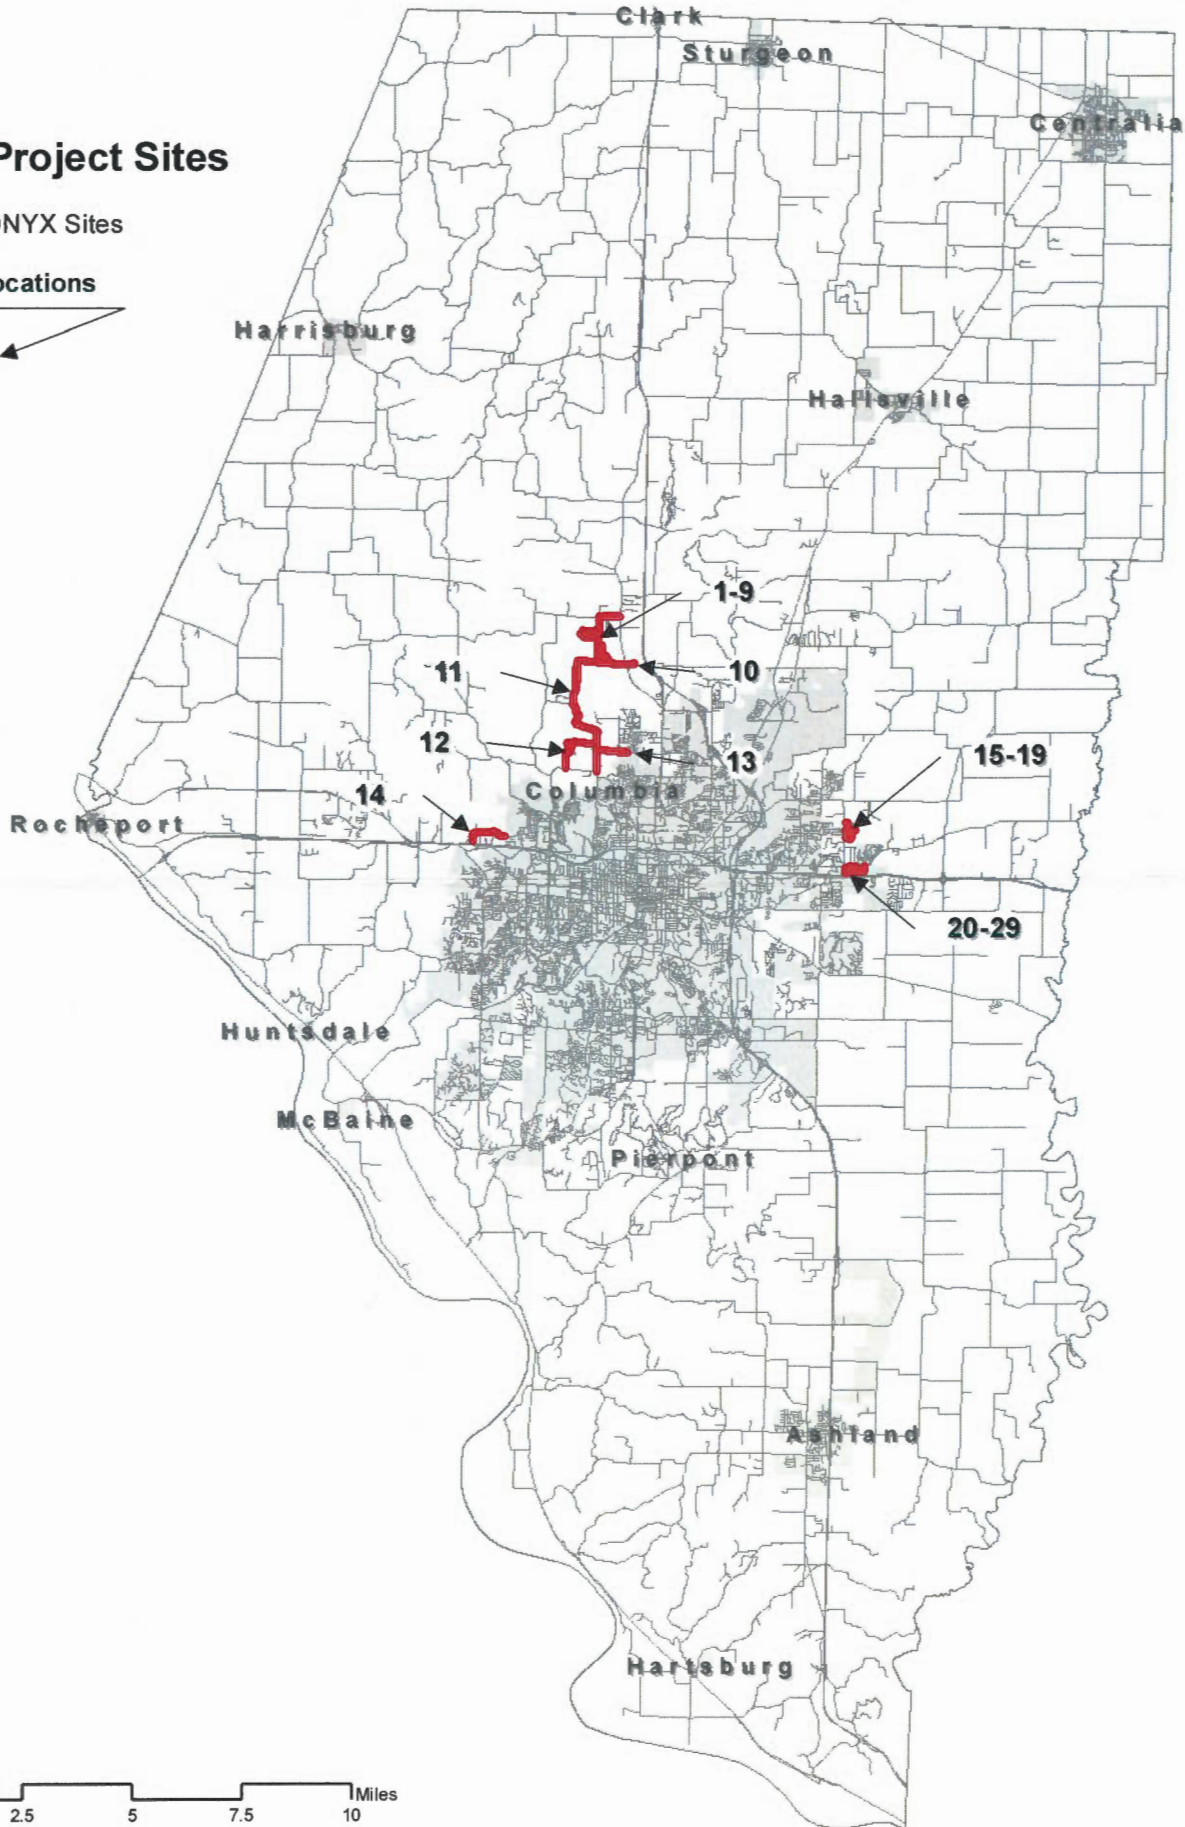 Clark
Sturgeon
Centralia
Project Sites
ONYX Sites
ocations
Harrisburg
Hallsville
1-9
11
10
12
13
15-19
Columbia
14
Rocheport
20-29
Huntsdale
McBaine
Pierpont
Ashland
Hartsburg
Miles
2.5 5 7.5 10